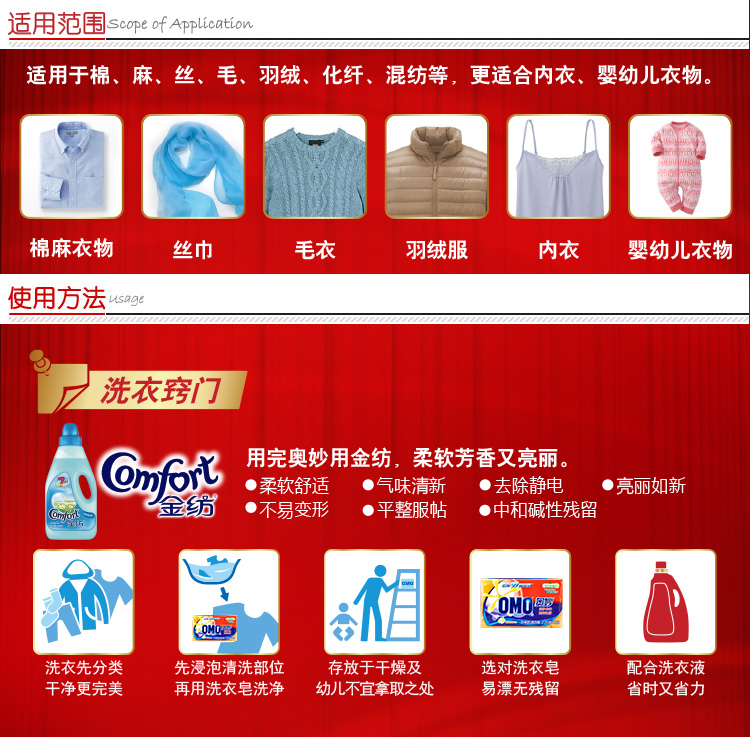 适用范围 Scope of Application
适用于棉、麻、丝、毛、羽绒、化纤、混纺等，更适合内衣、婴幼儿衣物。
棉麻衣物 丝巾 毛衣 羽绒服 内衣 婴幼儿衣物
使用方法 usage
洗衣窍门
Comfort
金纺
用完奥妙用金纺，柔软芳香又亮丽。
●柔软舒适 ●气味清新 ●去除静电 ●亮丽如新
●不易变形 ●平整服帖 ●中和碱性残留
Comfort
OMO
OMO
OMO 奥妙
洗衣先分类 先浸泡清洗部位 存放于干燥及 选对洗衣皂 配合洗衣液
干净更完美 再用洗衣皂洗净 幼儿不宜拿取之处 易漂无残留 省时又省力